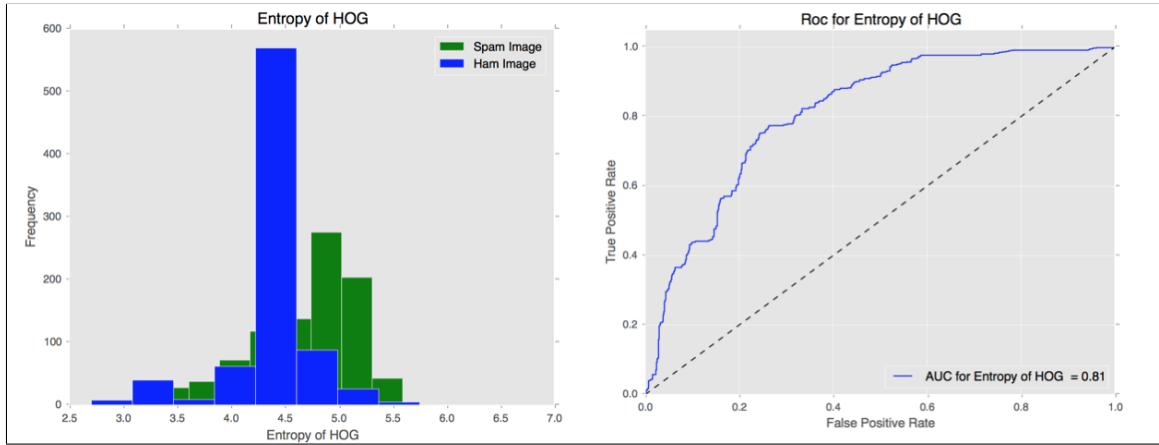 Entropy of HOG
600
500
400
300
200
100
0
Frequency
Spam Image
Ham Image
2.5 3.0 3.5 4.0 4.5 5.0 5.5 6.0 6.5 7.0
Entropy of HOG
Roc for Entropy of HOG
1.0
0.8
0.6
0.4
0.2
0.0
True Positive Rate
AUC for Entropy of HOG = 0.81
0.0 0.2 0.4 0.6 0.8 1.0
False Positive Rate